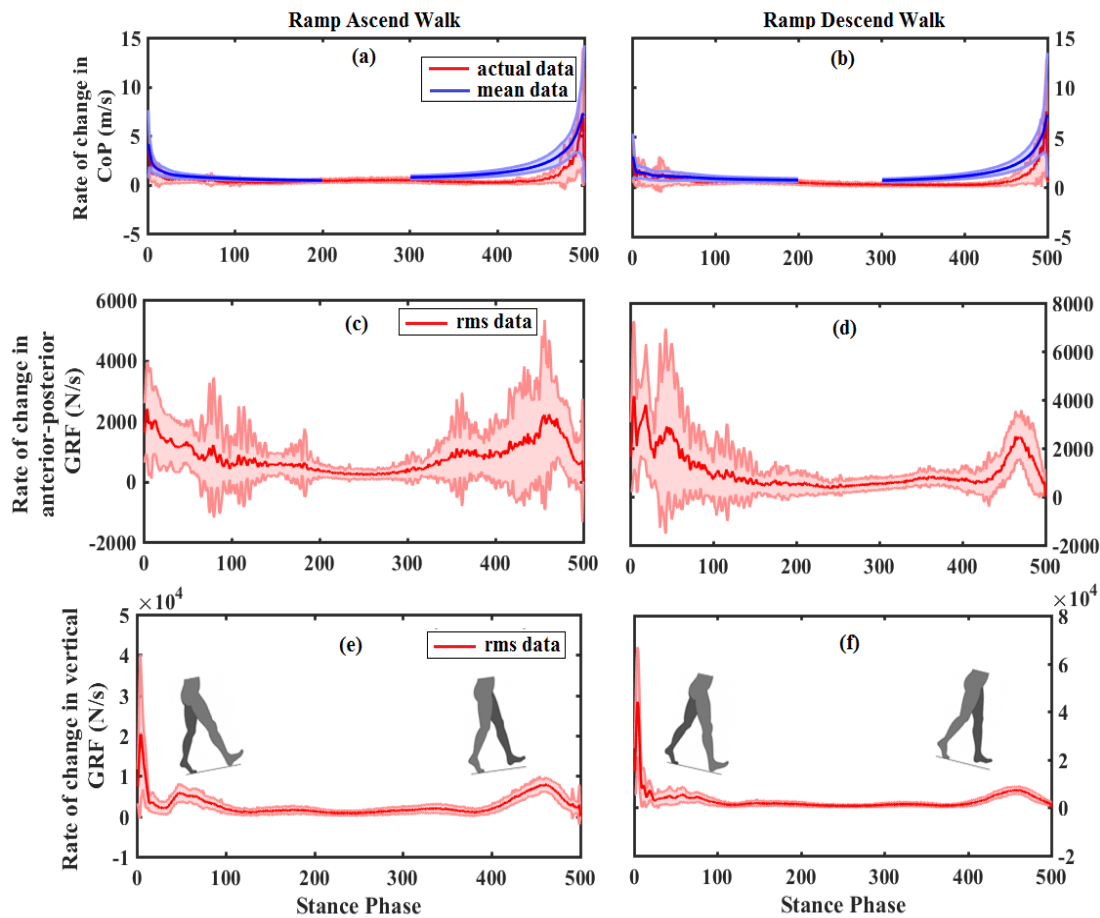 Ramp Ascend Walk
Ramp Descend Walk
Rate of change in
CoP (m/s)
15
10
5
0
-5
(a)
actual data
mean data
0 100 200 300 400 500
(b)
15
10
5
0
-5
0 100 200 300 400 500
Rate of change in
anterior-posterior
GRF (N/s)
6000
4000
2000
0
-2000
(c)
rms data
0 100 200 300 400 500
(d)
8000
6000
4000
2000
0
-2000
0 100 200 300 400 500
Rate of change in vertical
GRF (N/s)
×10⁴
5
4
3
2
1
0
-1
(e)
rms data
0 100 200 300 400 500
Stance Phase
(f)
×10⁴
8
6
4
2
0
-2
0 100 200 300 400 500
Stance Phase